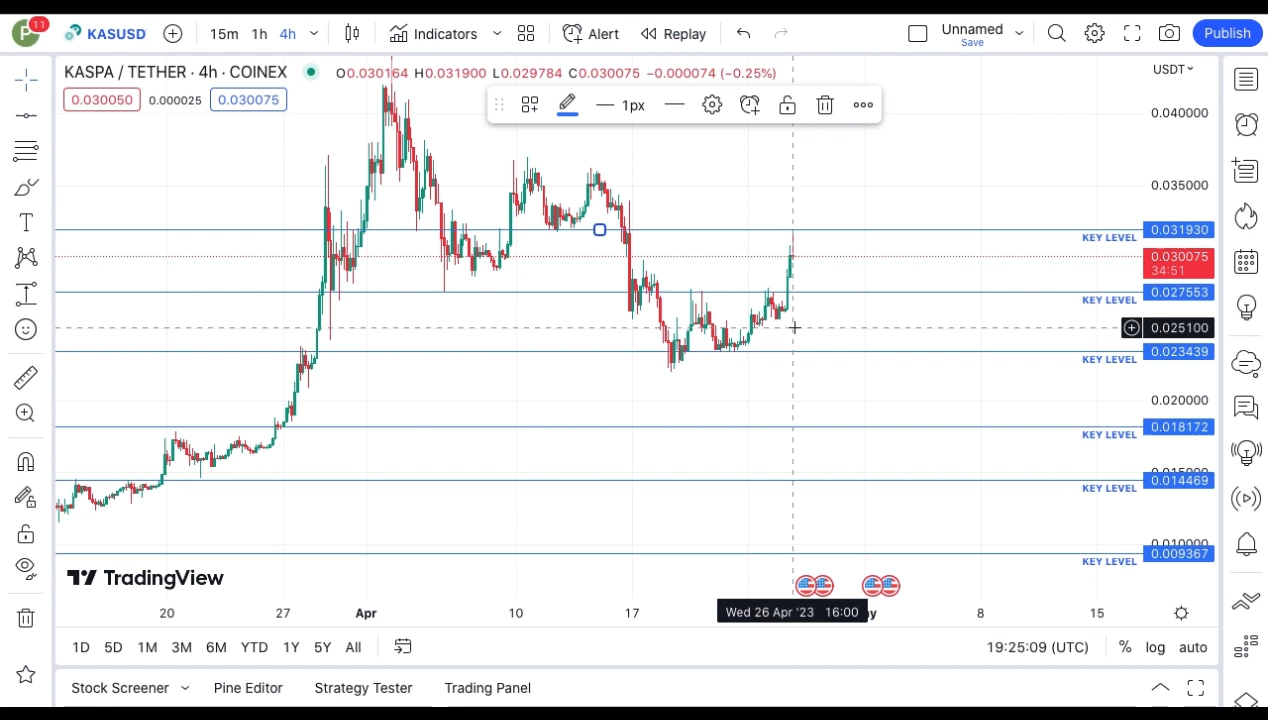 P 11 KASUSD 15m 1h 4h Indicators Alert Replay Unnamed Save Publish
KASPA / TETHER · 4h · COINEX O0.030164 H0.031900 L0.029784 C0.030075 −0.000074 (−0.25%) USDT
0.030050 0.000025 0.030075
1px
0.040000
0.035000
0.031930
KEY LEVEL
0.030075
34:51
0.027553
KEY LEVEL
0.025100
0.023439
KEY LEVEL
0.020000
0.018172
KEY LEVEL
0.015000
0.014469
KEY LEVEL
0.010000
0.009367
KEY LEVEL
TradingView
20 27 Apr 10 17 Wed 26 Apr '23 16:00 8 15
1D 5D 1M 3M 6M YTD 1Y 5Y All 19:25:09 (UTC) % log auto
Stock Screener Pine Editor Strategy Tester Trading Panel